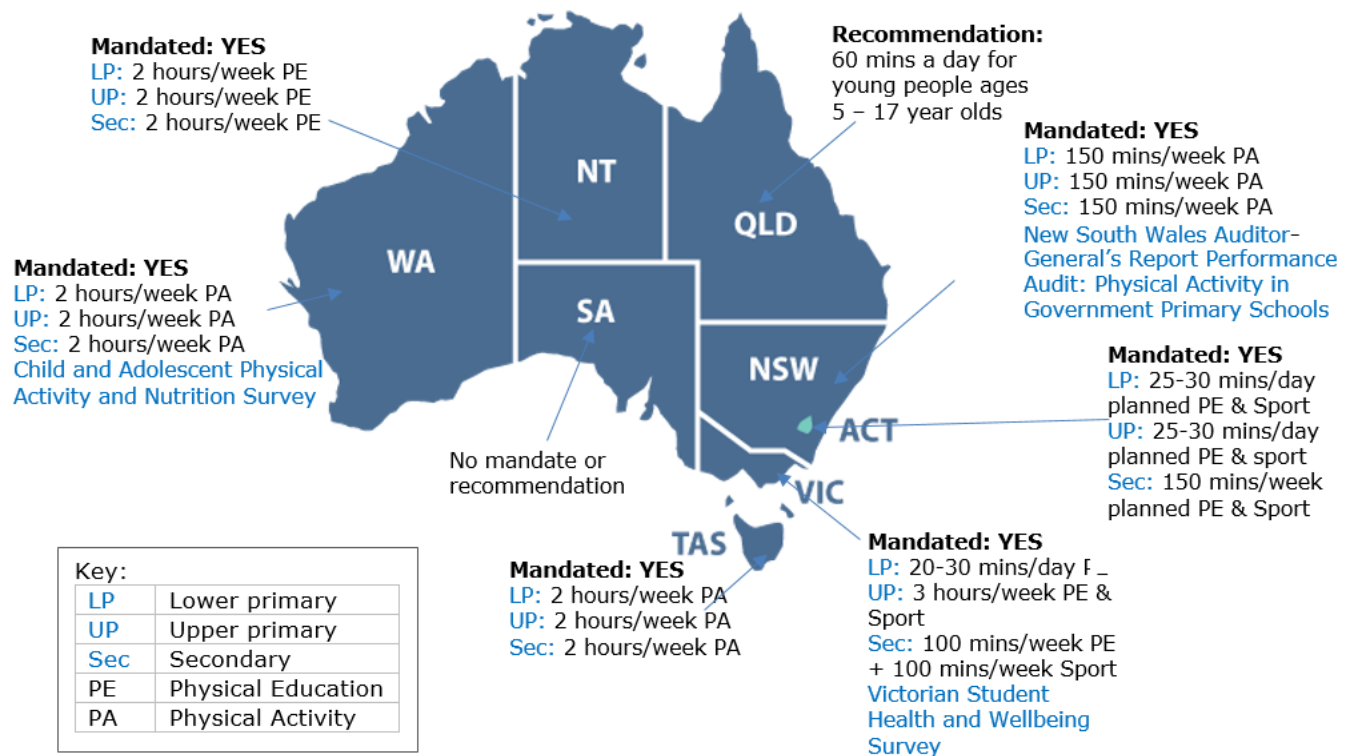 Mandated: YES
LP: 2 hours/week PE
UP: 2 hours/week PE
Sec: 2 hours/week PE
Recommendation:
60 mins a day for
young people ages
5 – 17 year olds
Mandated: YES
LP: 150 mins/week PA
UP: 150 mins/week PA
Sec: 150 mins/week PA
New South Wales Auditor-
General's Report Performance
Audit: Physical Activity in
Government Primary Schools
NT
QLD
WA
SA
NSW
ACT
VIC
TAS
Mandated: YES
LP: 2 hours/week PA
UP: 2 hours/week PA
Sec: 2 hours/week PA
Child and Adolescent Physical
Activity and Nutrition Survey
Mandated: YES
LP: 25-30 mins/day
planned PE & Sport
UP: 25-30 mins/day
planned PE & sport
Sec: 150 mins/week
planned PE & Sport
No mandate or
recommendation
Mandated: YES
LP: 2 hours/week PA
UP: 2 hours/week PA
Sec: 2 hours/week PA
Mandated: YES
LP: 20-30 mins/day
UP: 3 hours/week PE &
Sport
Sec: 100 mins/week PE
+ 100 mins/week Sport
Victorian Student
Health and Wellbeing
Survey
Key:
LP Lower primary
UP Upper primary
Sec Secondary
PE Physical Education
PA Physical Activity